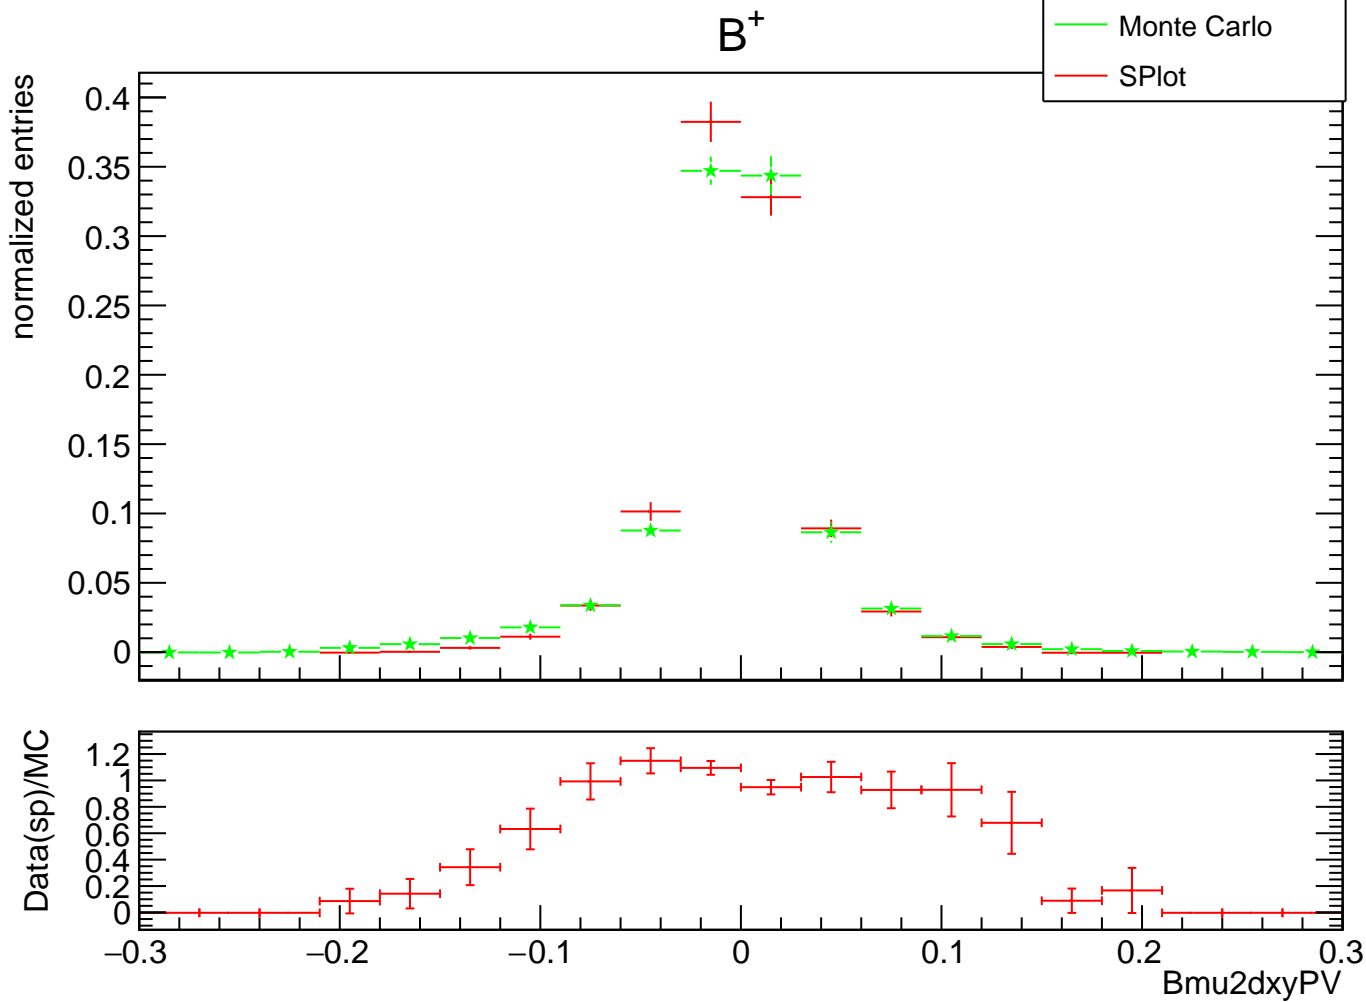 B+
Monte Carlo
SPlot
normalized entries
0.4
0.35
0.3
0.25
0.2
0.15
0.1
0.05
0
Data(sp)/MC
1.2
1
0.8
0.6
0.4
0.2
0
−0.3 −0.2 −0.1 0 0.1 0.2 0.3
Bmu2dxyPV